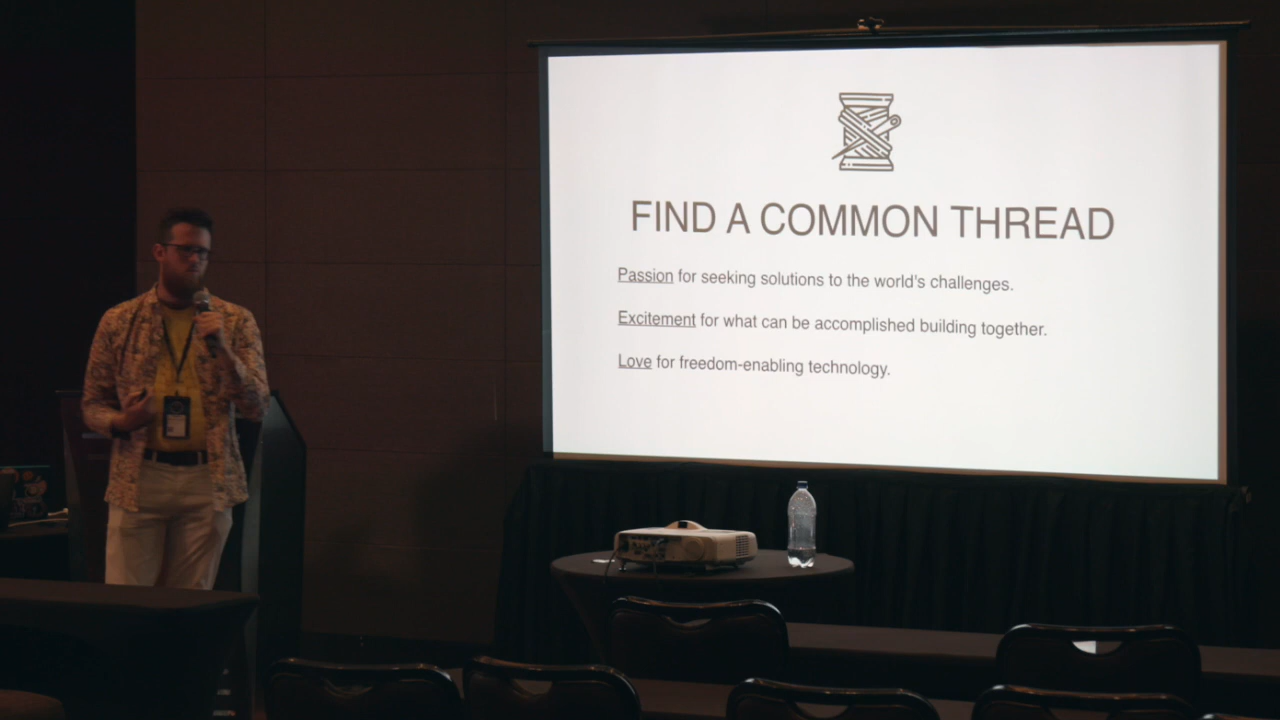 FIND A COMMON THREAD
Passion for seeking solutions to the world's challenges.
Excitement for what can be accomplished building together.
Love for freedom-enabling technology.